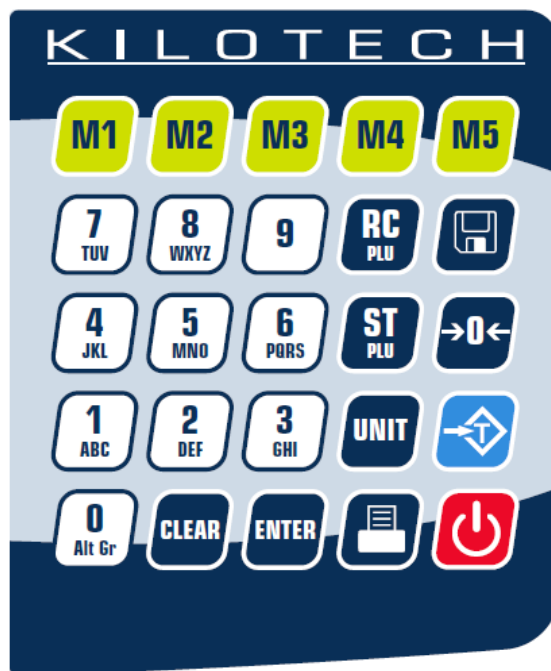 KILOTECH
M1 M2 M3 M4 M5
7 8 9 RC
TUV WXYZ PLU
4 5 6 ST →0←
JKL MNO PQRS PLU
1 2 3 UNIT T
ABC DEF GHI
0 CLEAR ENTER
Alt Gr